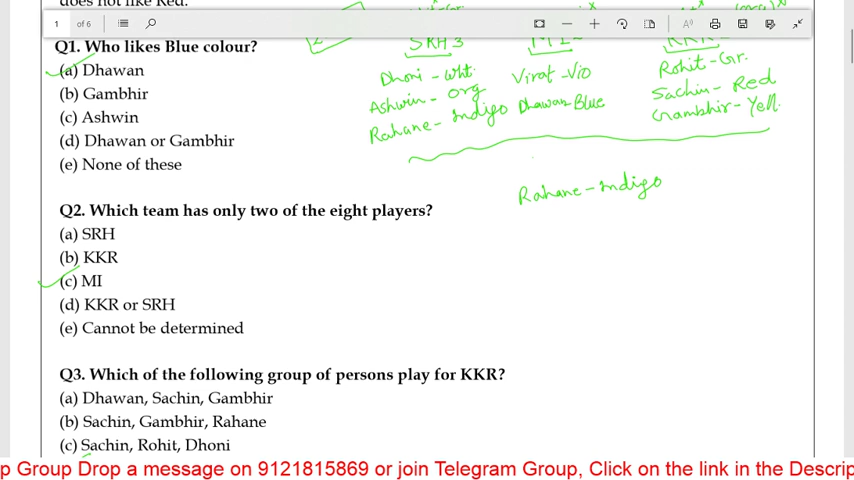 does not like Red.
1 of 6
Q1. Who likes Blue colour?
(a) Dhawan
(b) Gambhir
(c) Ashwin
(d) Dhawan or Gambhir
(e) None of these
SRH 3
Dhoni - Wht.
Ashwin - Org
Rahane - Indigo
Virat - Vio
Dhawan Blue
KKR
Rohit - Gr.
Sachin - Red
Gambhir - Yell.
Rahane - Indigo
Q2. Which team has only two of the eight players?
(a) SRH
(b) KKR
(c) MI
(d) KKR or SRH
(e) Cannot be determined
Q3. Which of the following group of persons play for KKR?
(a) Dhawan, Sachin, Gambhir
(b) Sachin, Gambhir, Rahane
(c) Sachin, Rohit, Dhoni
p Group Drop a message on 9121815869 or join Telegram Group, Click on the link in the Descrip